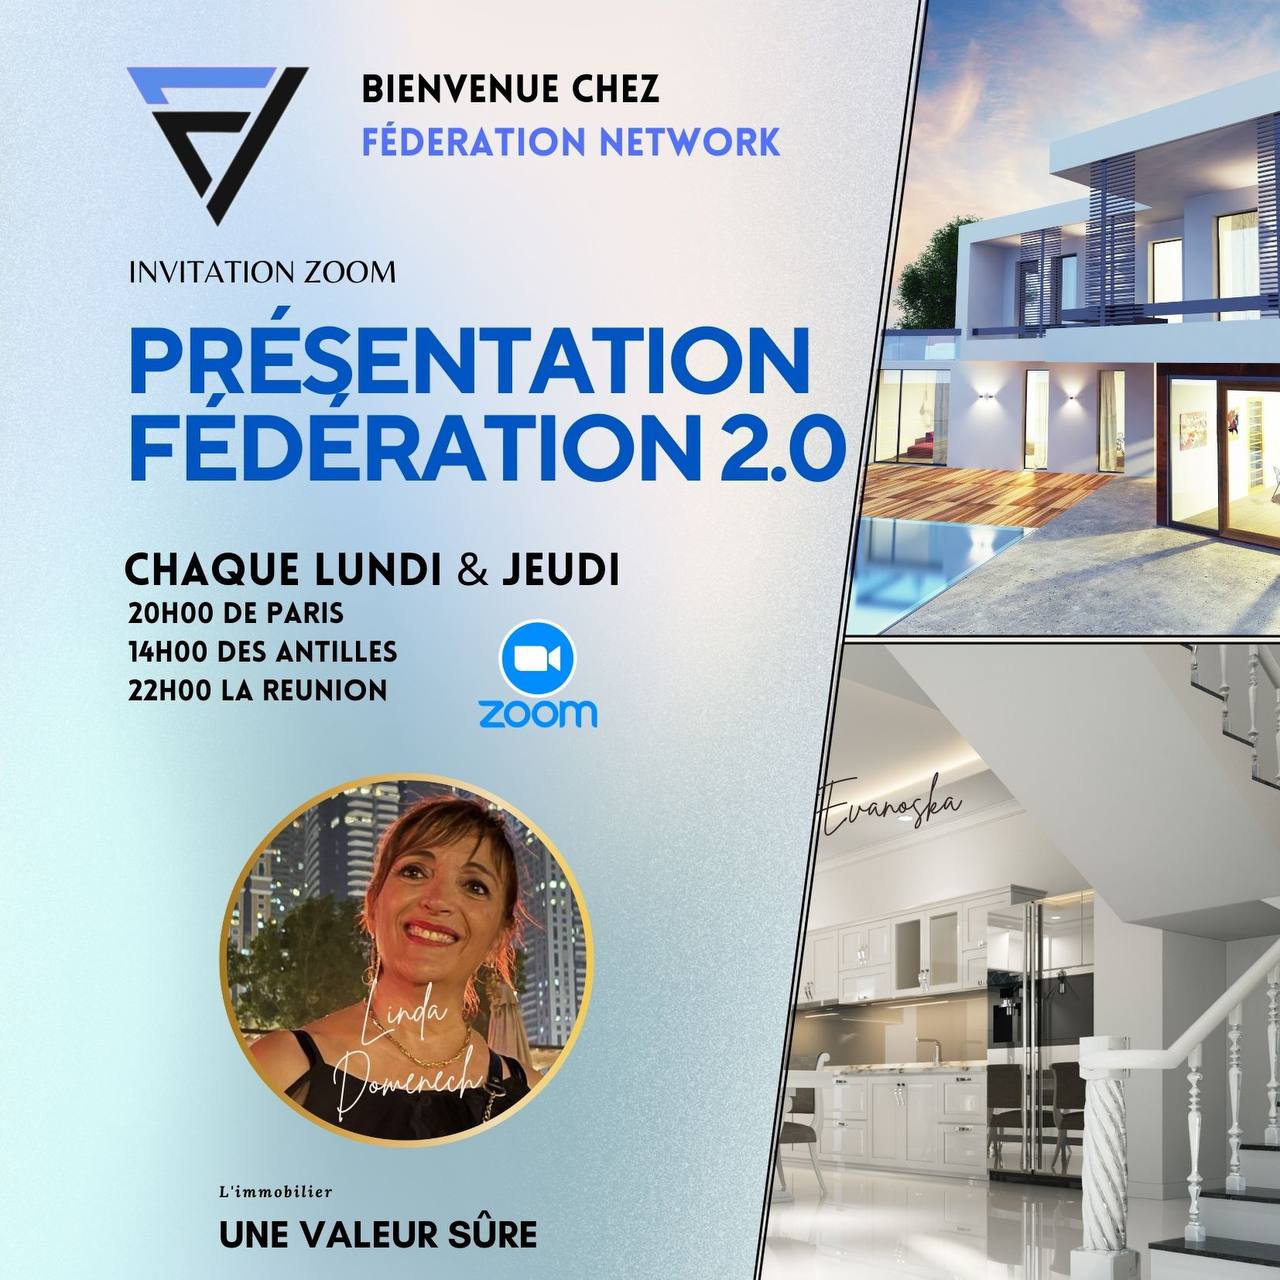 BIENVENUE CHEZ
FÉDERATION NETWORK
INVITATION ZOOM
PRÉSENTATION
FÉDÉRATION 2.0
CHAQUE LUNDI & JEUDI
20H00 DE PARIS
14H00 DES ANTILLES
22H00 LA REUNION
zoom
Evanoska
Linda
Domenech
L'immobilier
UNE VALEUR SÛRE